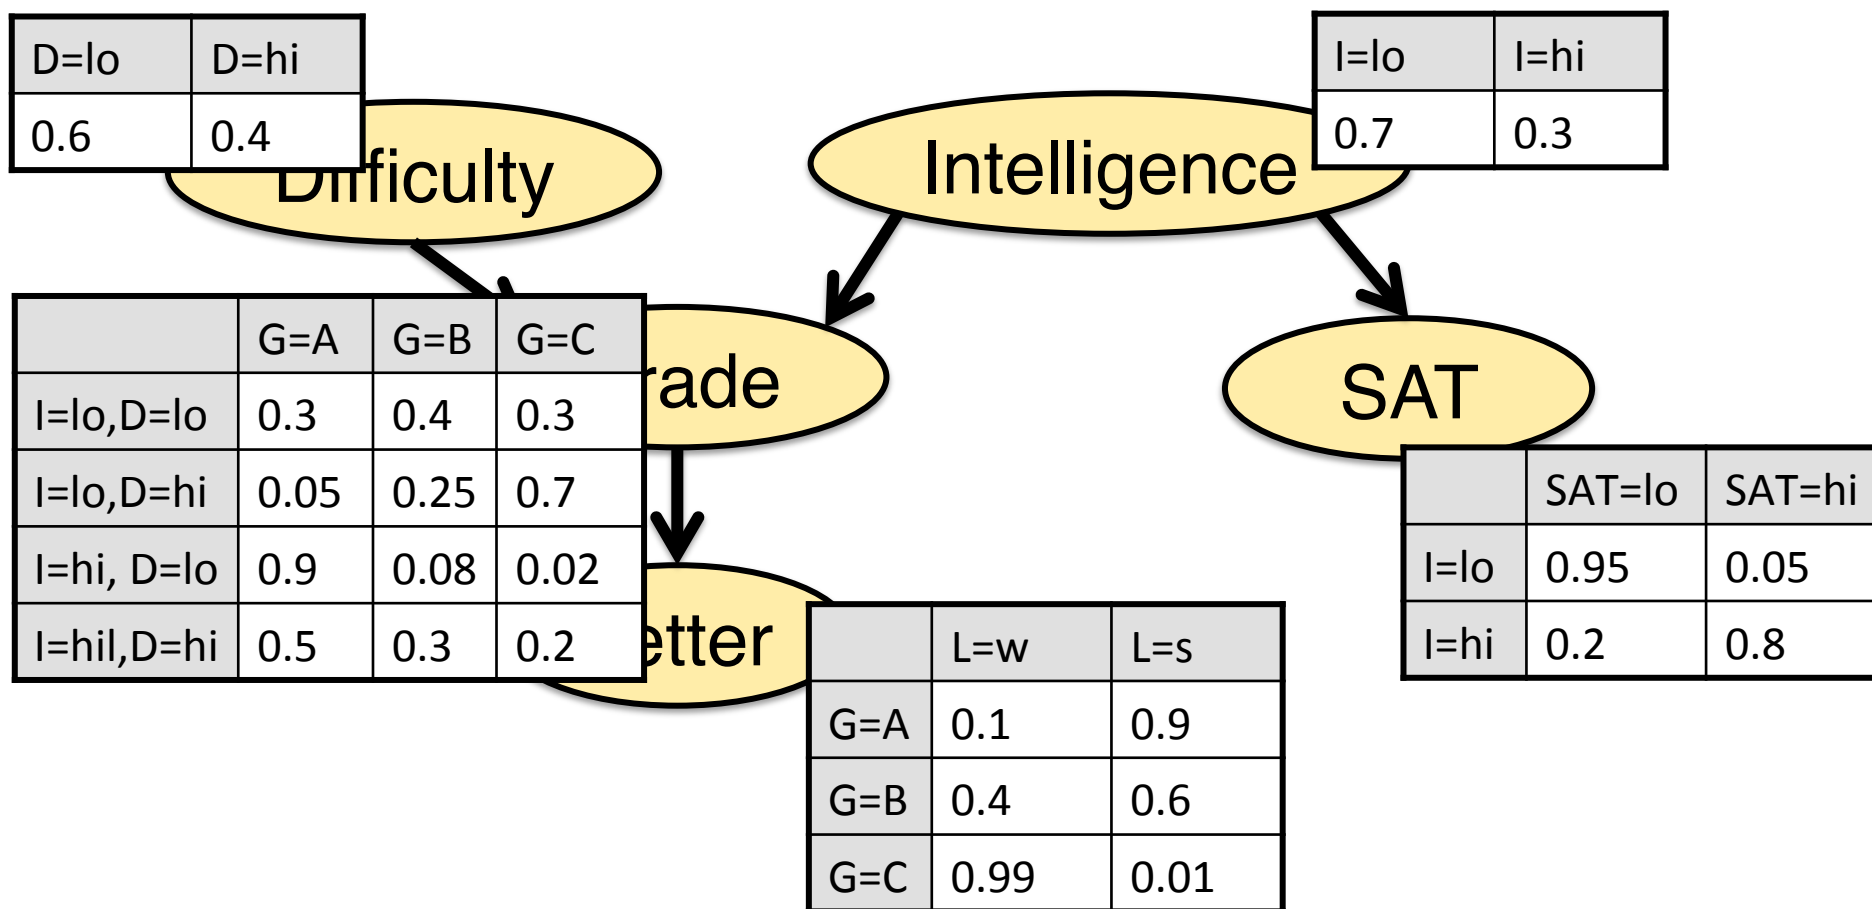 D=lo D=hi
0.6 0.4
Difficulty
Intelligence
I=lo I=hi
0.7 0.3
G=A G=B G=C
I=lo,D=lo 0.3 0.4 0.3
I=lo,D=hi 0.05 0.25 0.7
I=hi, D=lo 0.9 0.08 0.02
I=hil,D=hi 0.5 0.3 0.2
rade
SAT
SAT=lo SAT=hi
I=lo 0.95 0.05
I=hi 0.2 0.8
etter
L=w L=s
G=A 0.1 0.9
G=B 0.4 0.6
G=C 0.99 0.01